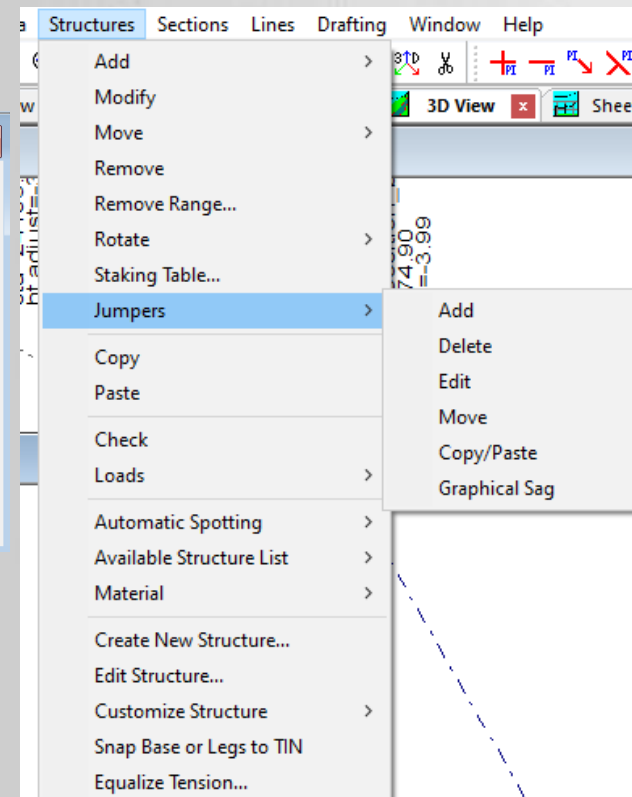 a Structures Sections Lines Drafting Window Help
PI PI PI PI
w 3D View x Shee
ht adjust=
74.90
=-3.99
Add
Modify
Move
Remove
Remove Range...
Rotate
Staking Table...
Jumpers
Add
Delete
Edit
Move
Copy/Paste
Graphical Sag
Copy
Paste
Check
Loads
Automatic Spotting
Available Structure List
Material
Create New Structure...
Edit Structure...
Customize Structure
Snap Base or Legs to TIN
Equalize Tension...